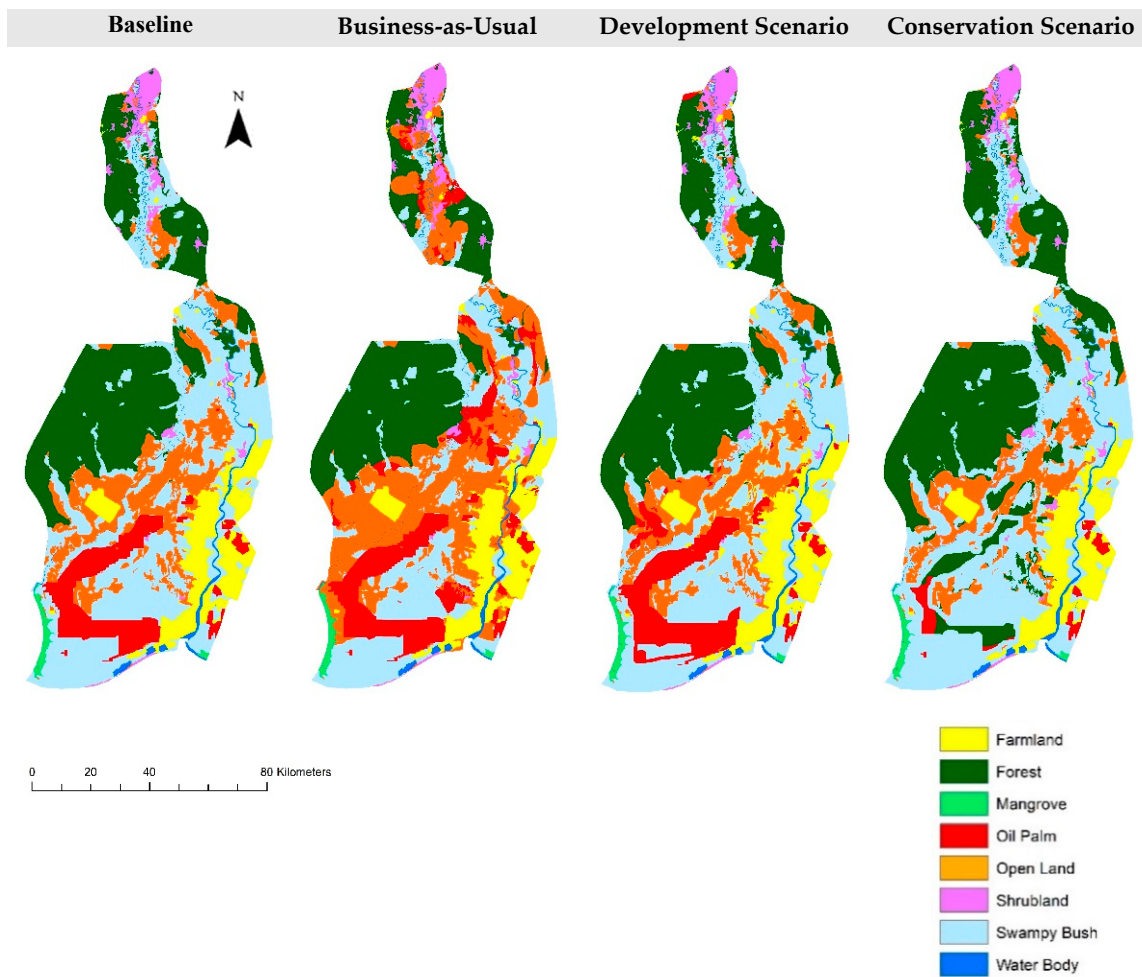 Baseline Business-as-Usual Development Scenario Conservation Scenario
N
0 20 40 80 Kilometers
Farmland
Forest
Mangrove
Oil Palm
Open Land
Shrubland
Swampy Bush
Water Body